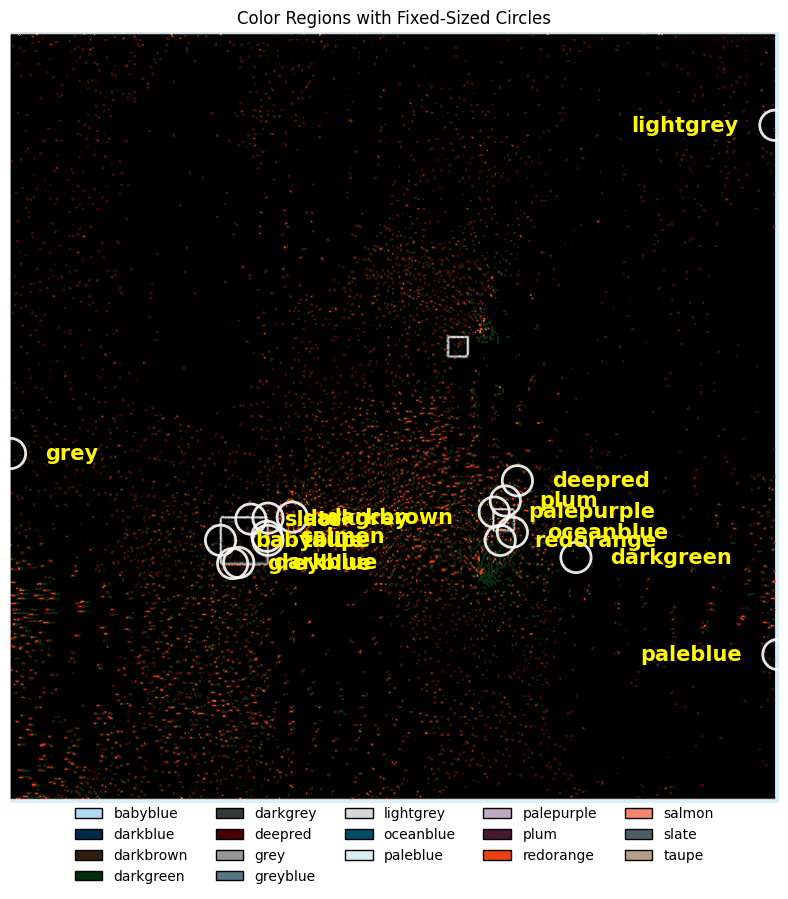 Color Regions with Fixed-Sized Circles
lightgrey
grey
deepred
plum
palepurple
slate
darkgrey
darkbrown
oceanblue
salmon
babyblue
taupe
redorange
darkgreen
greyblue
darkblue
paleblue
babyblue
darkgrey
lightgrey
palepurple
salmon
darkblue
deepred
oceanblue
plum
slate
darkbrown
grey
paleblue
redorange
taupe
darkgreen
greyblue